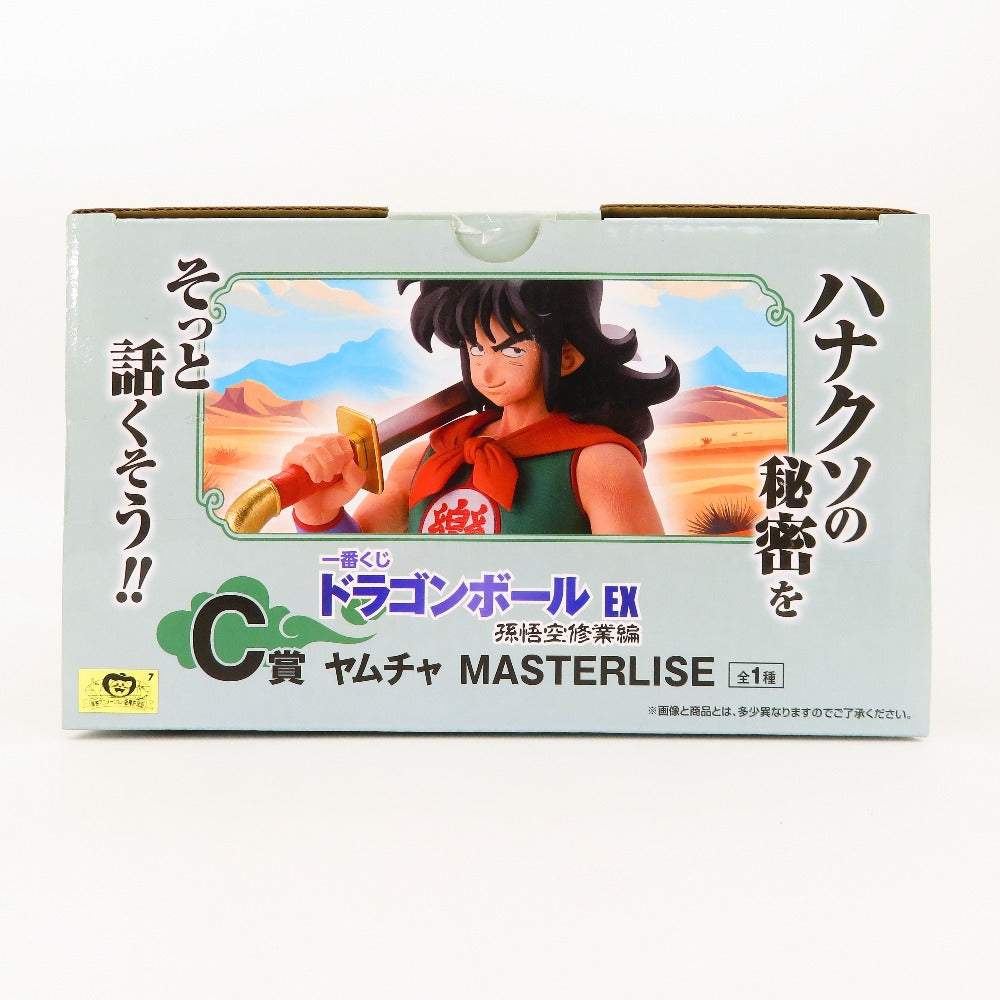 ハナクソの
秘密を
そっと
話くそう!!
樂
一番くじ
ドラゴンボール EX
孫悟空修業編
C賞 ヤムチャ MASTERLISE 全1種
7
※画像と商品とは、多少異なりますのでご了承ください。